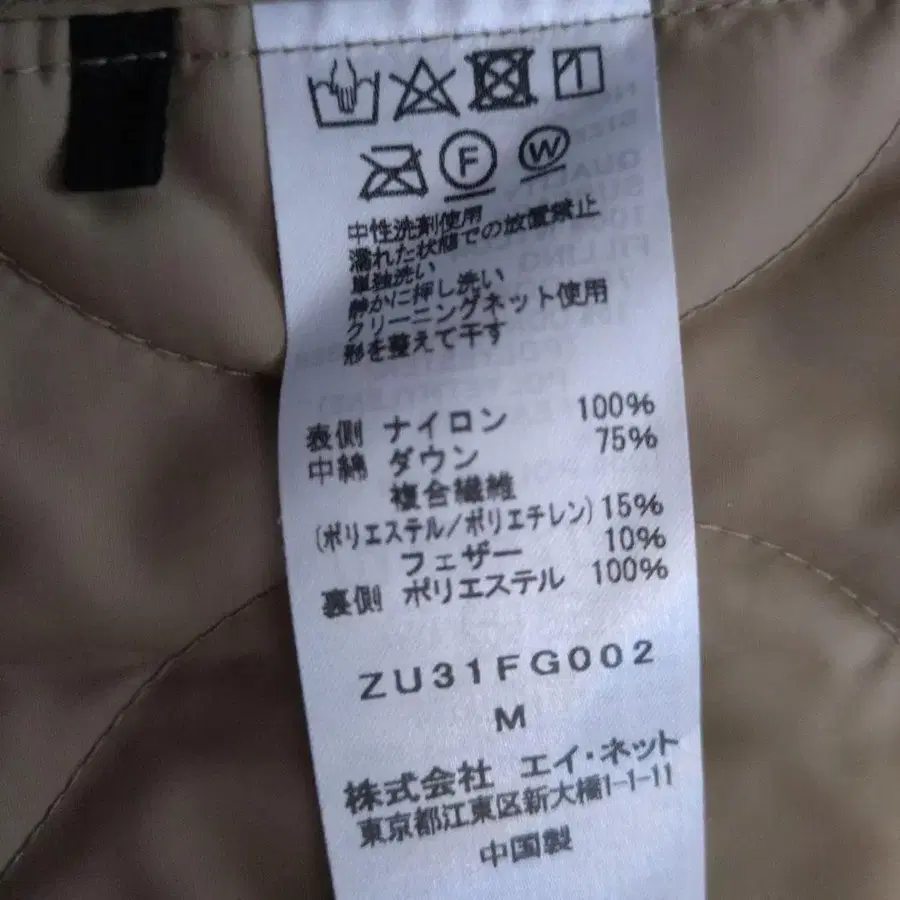 F
W
中性洗剤使用
濡れた状態での放置禁止
単独洗い
静かに押し洗い
クリーニングネット使用
形を整えて干す
表側 ナイロン 100%
中綿 ダウン 75%
複合繊維
(ポリエステル/ポリエチレン) 15%
フェザー 10%
裏側 ポリエステル 100%
ZU31FG002
M
株式会社 エイ・ネット
東京都江東区新大橋1-1-11
中国製